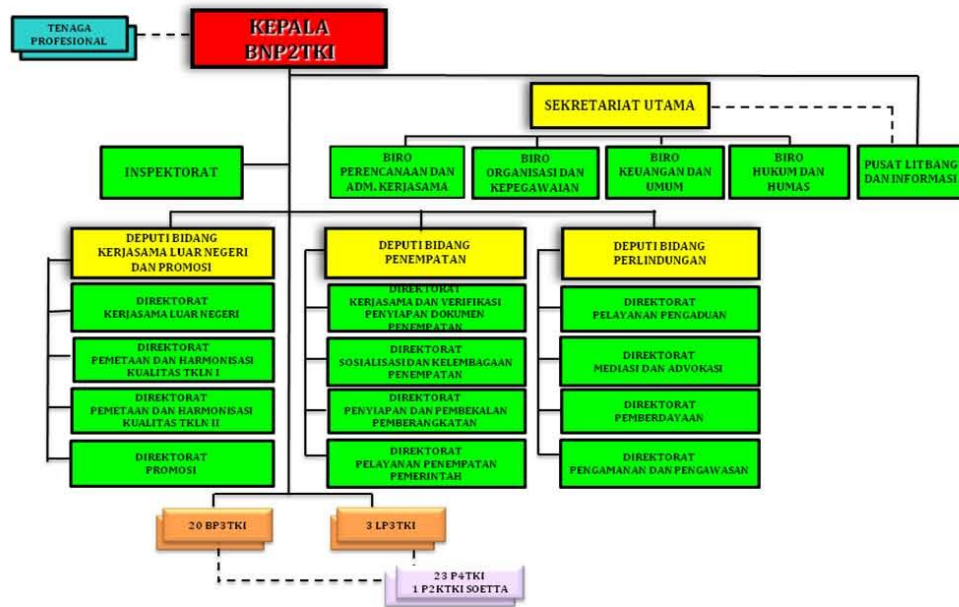 TENAGA
PROFESIONAL
KEPALA
BNP2TKI
SEKRETARIAT UTAMA
INSPEKTORAT
BIRO
PERENCANAAN DAN
ADM. KERJASAMA
BIRO
ORGANISASI DAN
KEPEGAWAIAN
BIRO
KEUANGAN DAN
UMUM
BIRO
HUKUM DAN
HUMAS
PUSAT LITBANG
DAN INFORMASI
DEPUTI BIDANG
KERJASAMA LUAR NEGERI
DAN PROMOSI
DIREKTORAT
KERJASAMA LUAR NEGERI
DIREKTORAT
PEMETAAN DAN HARMONISASI
KUALITAS TKLN I
DIREKTORAT
PEMETAAN DAN HARMONISASI
KUALITAS TKLN II
DIREKTORAT
PROMOSI
DEPUTI BIDANG
PENEMPATAN
DIREKTORAT
KERJASAMA DAN VERIFIKASI
PENYIAPAN DOKUMEN
PENEMPATAN
DIREKTORAT
SOSIALISASI DAN KELEMBAGAAN
PENEMPATAN
DIREKTORAT
PENYIAPAN DAN PEMBEKALAN
PEMBERANGKATAN
DIREKTORAT
PELAYANAN PENEMPATAN
PEMERINTAH
DEPUTI BIDANG
PERLINDUNGAN
DIREKTORAT
PELAYANAN PENGADUAN
DIREKTORAT
MEDIASI DAN ADVOKASI
DIREKTORAT
PEMBERDAYAAN
DIREKTORAT
PENGAMANAN DAN PENGAWASAN
20 BP3TKI
3 LP3TKI
23 P4TKI
1 P2KTKI SOETTA